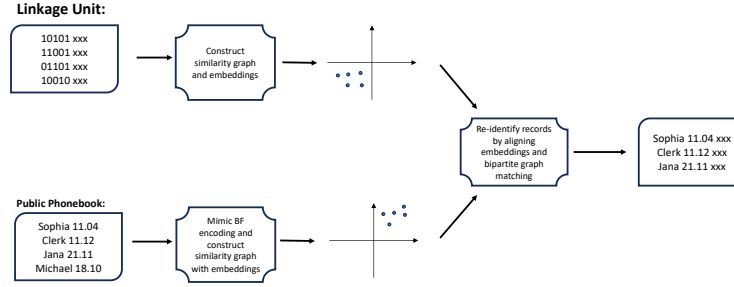 Linkage Unit:
10101 xxx
11001 xxx
01101 xxx
10010 xxx
Construct
similarity graph
and embeddings
Re-identify records
by aligning
embeddings and
bipartite graph
matching
Sophia 11.04 xxx
Clerk 11.12 xxx
Jana 21.11 xxx
Public Phonebook:
Sophia 11.04
Clerk 11.12
Jana 21.11
Michael 18.10
Mimic BF
encoding and
construct
similarity graph
with embeddings